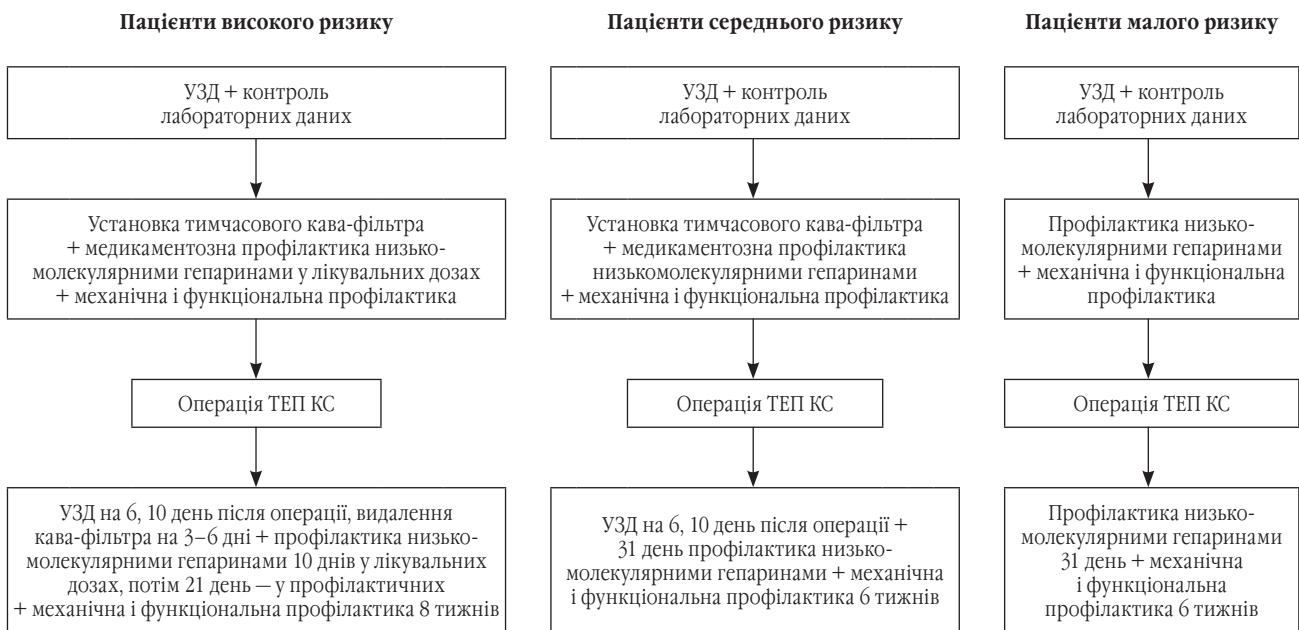 Пацієнти високого ризику
УЗД + контроль
лабораторних даних
Установка тимчасового кава-фільтра
+ медикаментозна профілактика низько-
молекулярними гепаринами у лікувальних дозах
+ механічна і функціональна профілактика
Операція ТЕП КС
УЗД на 6, 10 день після операції, видалення
кава-фільтра на 3–6 дні + профілактика низько-
молекулярними гепаринами 10 днів у лікувальних
дозах, потім 21 день — у профілактичних
+ механічна і функціональна профілактика 8 тижнів
Пацієнти середнього ризику
УЗД + контроль
лабораторних даних
Установка тимчасового кава-фільтра
+ медикаментозна профілактика
низькомолекулярними гепаринами
+ механічна і функціональна профілактика
Операція ТЕП КС
УЗД на 6, 10 день після операції +
31 день профілактика низько-
молекулярними гепаринами + механічна
і функціональна профілактика 6 тижнів
Пацієнти малого ризику
УЗД + контроль
лабораторних даних
Профілактика низько-
молекулярними гепаринами
+ механічна і функціональна
профілактика
Операція ТЕП КС
Профілактика низько-
молекулярними гепаринами
31 день + механічна
і функціональна
профілактика 6 тижнів